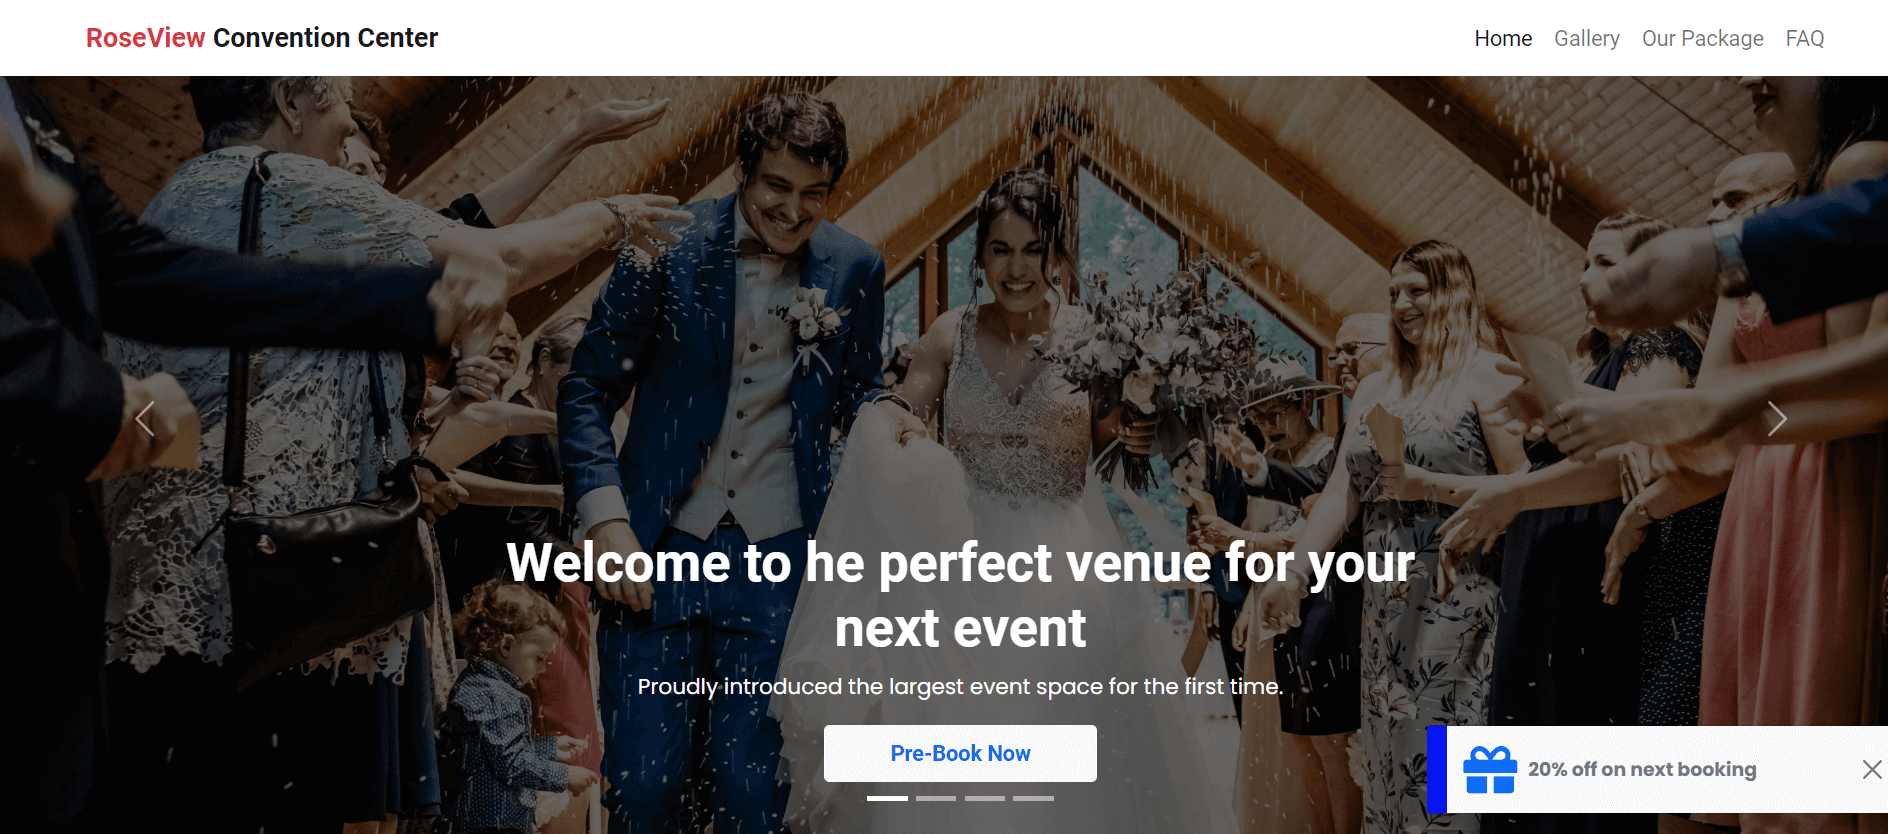 RoseView Convention Center
Home Gallery Our Package FAQ
Welcome to he perfect venue for your
next event
Proudly introduced the largest event space for the first time.
Pre-Book Now
20% off on next booking